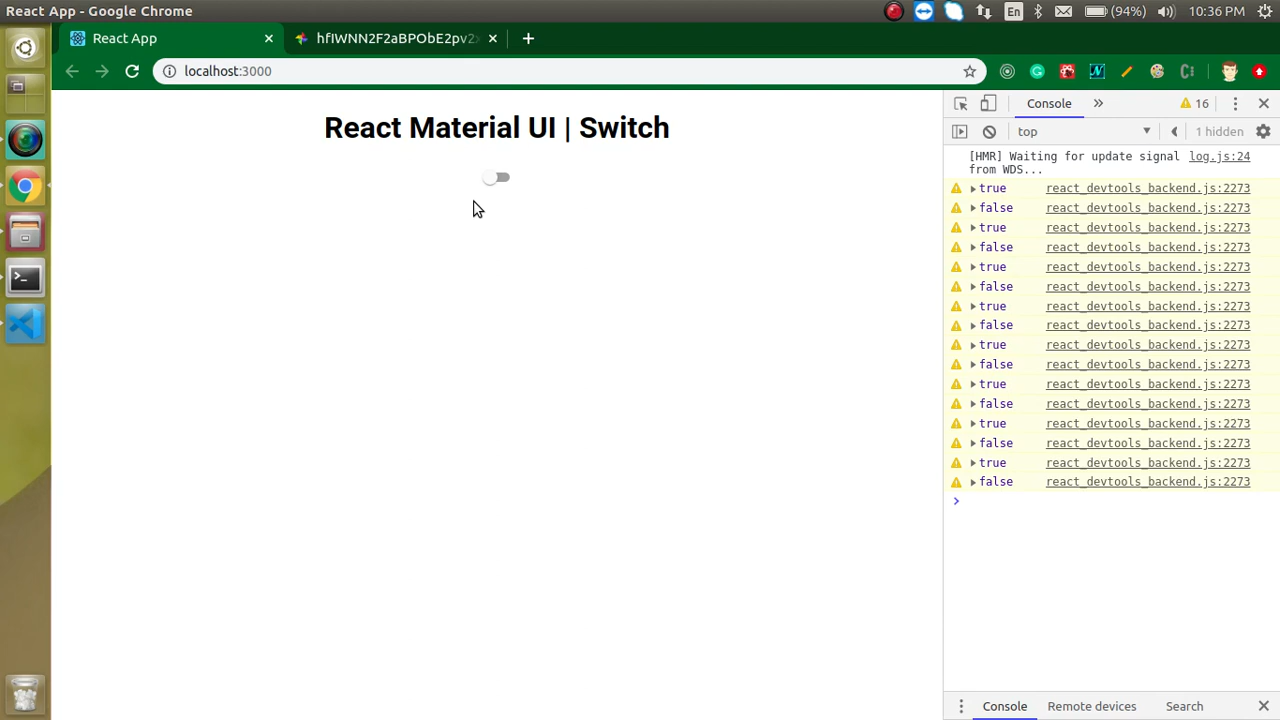 React App - Google Chrome
En
(94%)
10:36 PM
React App
localhost:3000
React Material UI | Switch
Console
16
top
1 hidden
[HMR] Waiting for update signal log.js:24
from WDS...
true react_devtools_backend.js:2273
false react_devtools_backend.js:2273
true react_devtools_backend.js:2273
false react_devtools_backend.js:2273
true react_devtools_backend.js:2273
false react_devtools_backend.js:2273
true react_devtools_backend.js:2273
false react_devtools_backend.js:2273
true react_devtools_backend.js:2273
false react_devtools_backend.js:2273
true react_devtools_backend.js:2273
false react_devtools_backend.js:2273
true react_devtools_backend.js:2273
false react_devtools_backend.js:2273
true react_devtools_backend.js:2273
false react_devtools_backend.js:2273
Console Remote devices Search